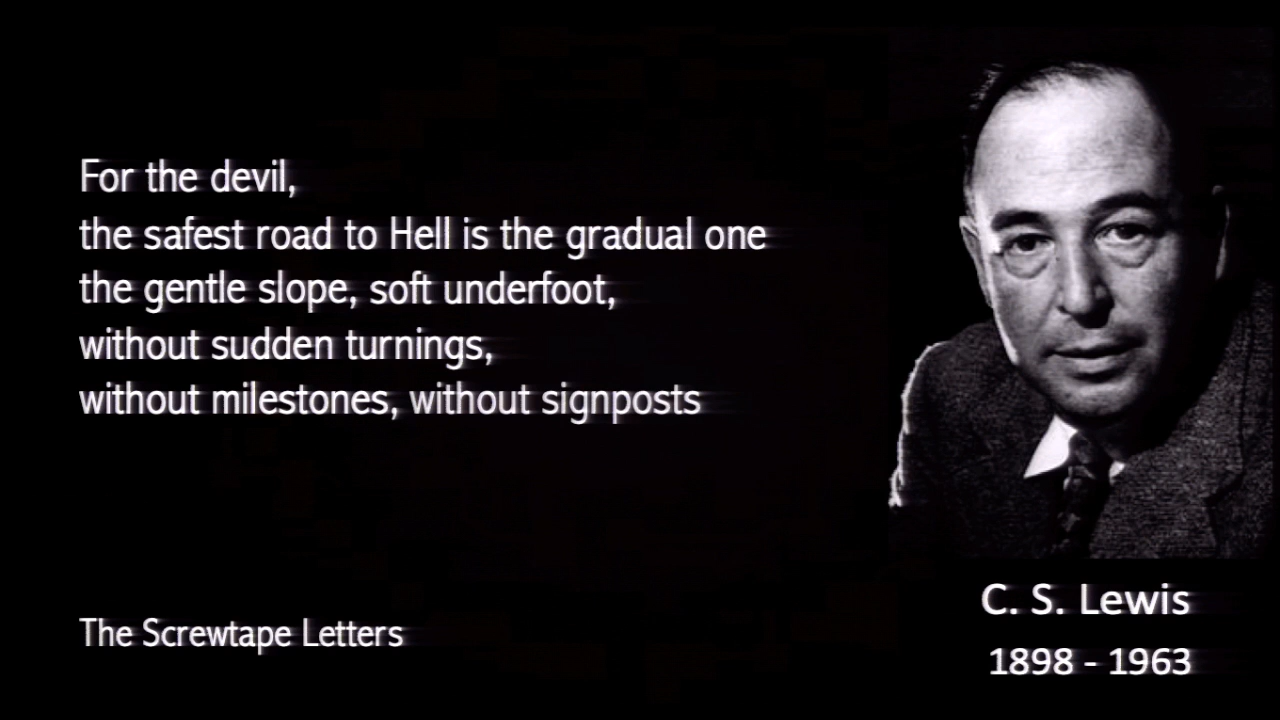 For the devil,
the safest road to Hell is the gradual one
the gentle slope, soft underfoot,
without sudden turnings,
without milestones, without signposts
The Screwtape Letters
C. S. Lewis
1898 - 1963